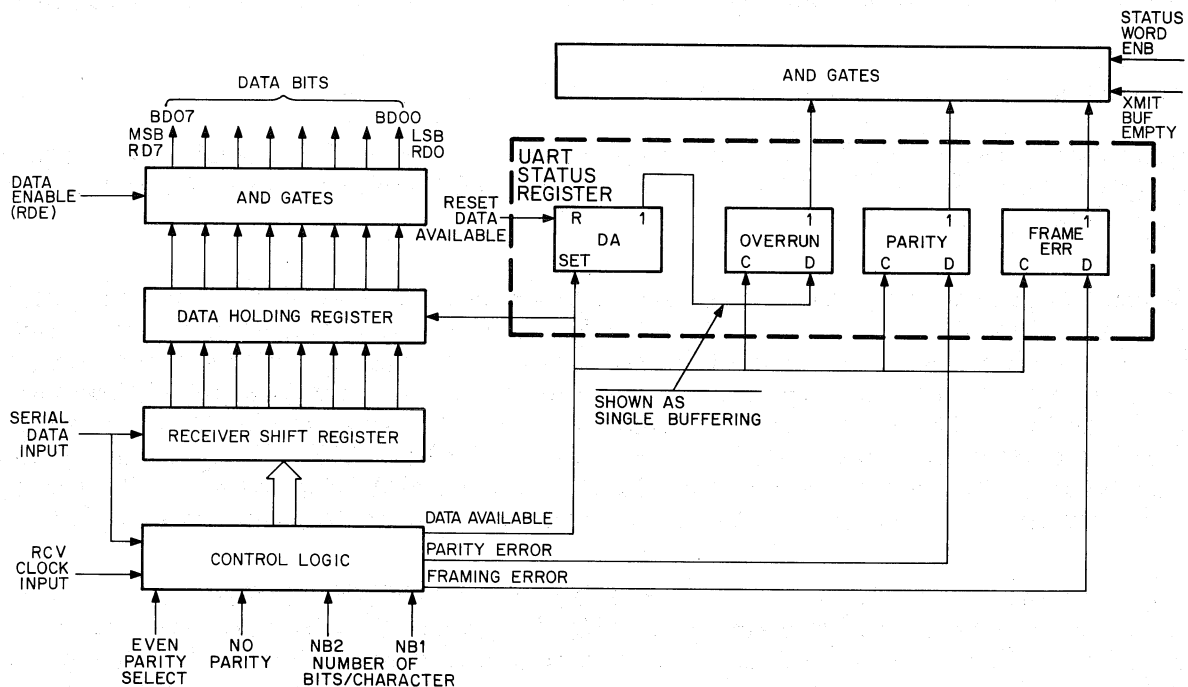 STATUS
WORD
ENB
AND GATES
XMIT
BUF
EMPTY
DATA BITS
BD07
BD00
MSB
RD7
LSB
RD0
DATA
ENABLE
(RDE)
AND GATES
UART
STATUS
REGISTER
RESET
DATA
AVAILABLE
R 1
DA
SET
1
OVERRUN
C D
1
PARITY
C D
1
FRAME
ERR
C D
DATA HOLDING REGISTER
SHOWN AS
SINGLE BUFFERING
SERIAL
DATA
INPUT
RECEIVER SHIFT REGISTER
DATA AVAILABLE
PARITY ERROR
FRAMING ERROR
RCV
CLOCK
INPUT
CONTROL LOGIC
EVEN
PARITY
SELECT
NO
PARITY
NB2 NB1
NUMBER OF
BITS/CHARACTER